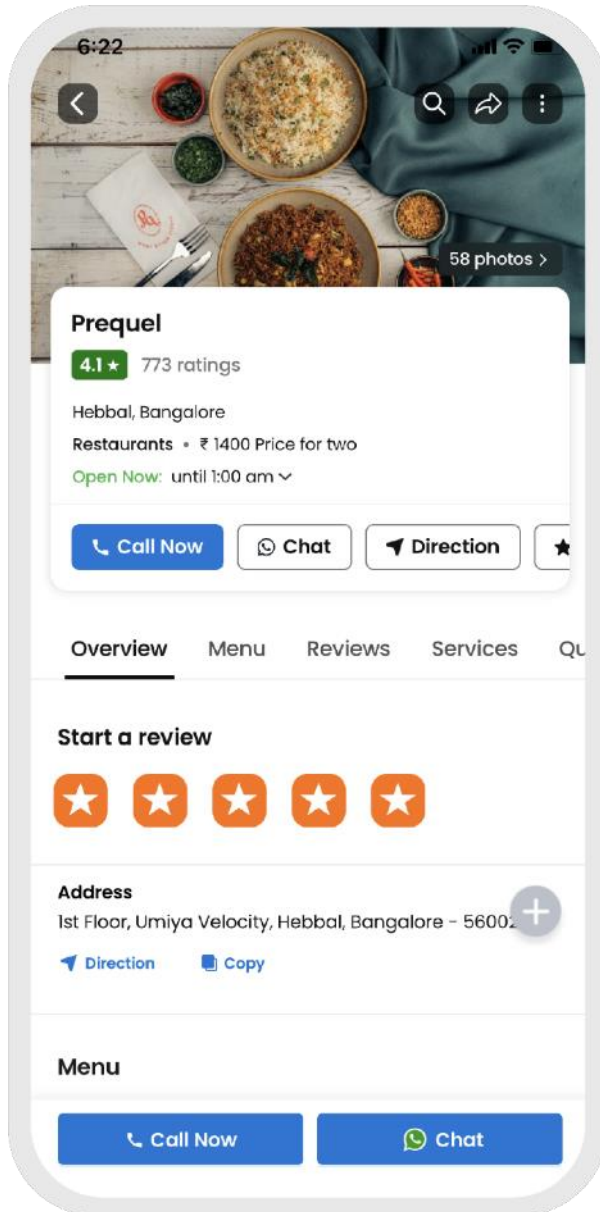 6:22
58 photos >
Prequel
4.1★ 773 ratings
Hebbal, Bangalore
Restaurants • ₹ 1400 Price for two
Open Now: until 1:00 am
Call Now Chat Direction
Overview Menu Reviews Services Qu
Start a review
Address
1st Floor, Umiya Velocity, Hebbal, Bangalore - 56002
Direction Copy
Menu
Call Now Chat